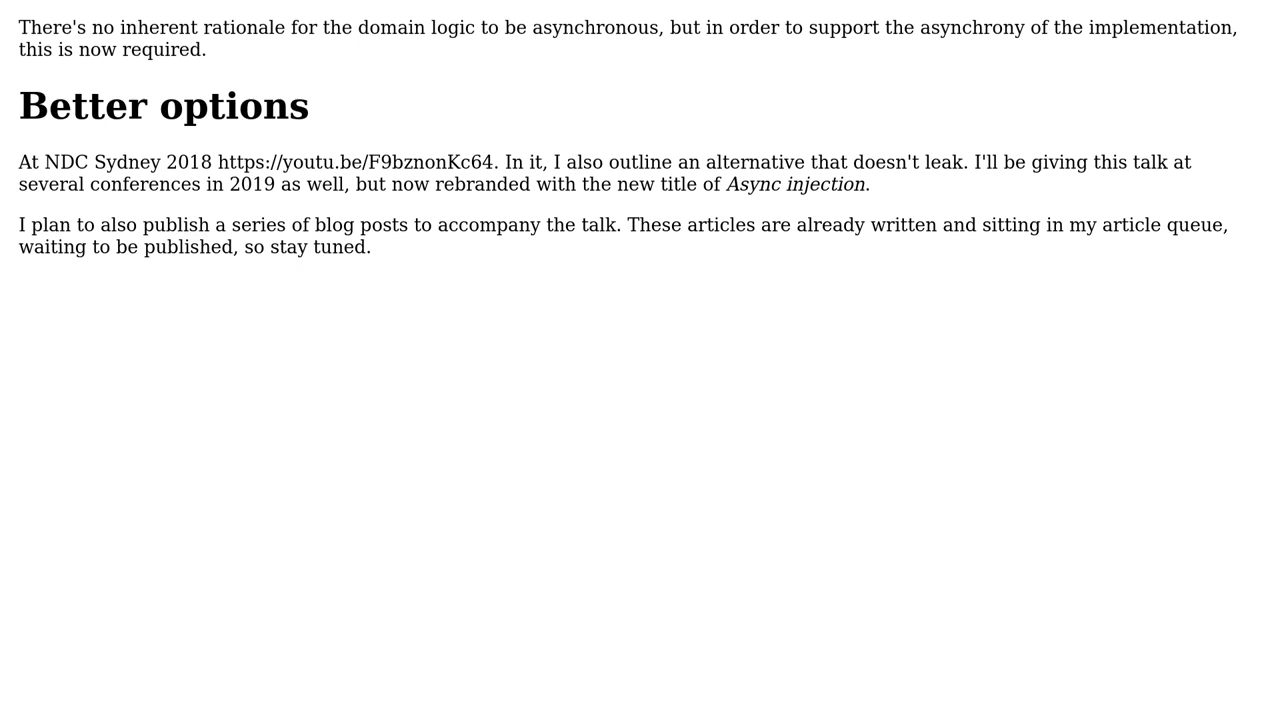 There's no inherent rationale for the domain logic to be asynchronous, but in order to support the asynchrony of the implementation,
this is now required.
Better options
At NDC Sydney 2018 https://youtu.be/F9bznonKc64. In it, I also outline an alternative that doesn't leak. I'll be giving this talk at
several conferences in 2019 as well, but now rebranded with the new title of Async injection.
I plan to also publish a series of blog posts to accompany the talk. These articles are already written and sitting in my article queue,
waiting to be published, so stay tuned.